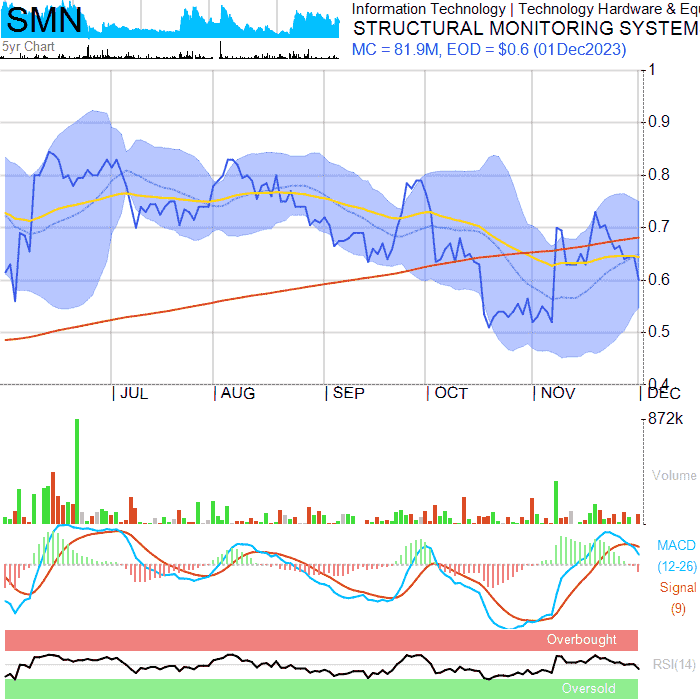 SMN
Information Technology | Technology Hardware & Equ
STRUCTURAL MONITORING SYSTEM
5yr Chart
MC = 81.9M, EOD = $0.6 (01Dec2023)
1
0.9
0.8
0.7
0.6
0.5
0.4
JUL AUG SEP OCT NOV DEC
872k
Volume
MACD
(12-26)
Signal
(9)
Overbought
RSI(14)
Oversold